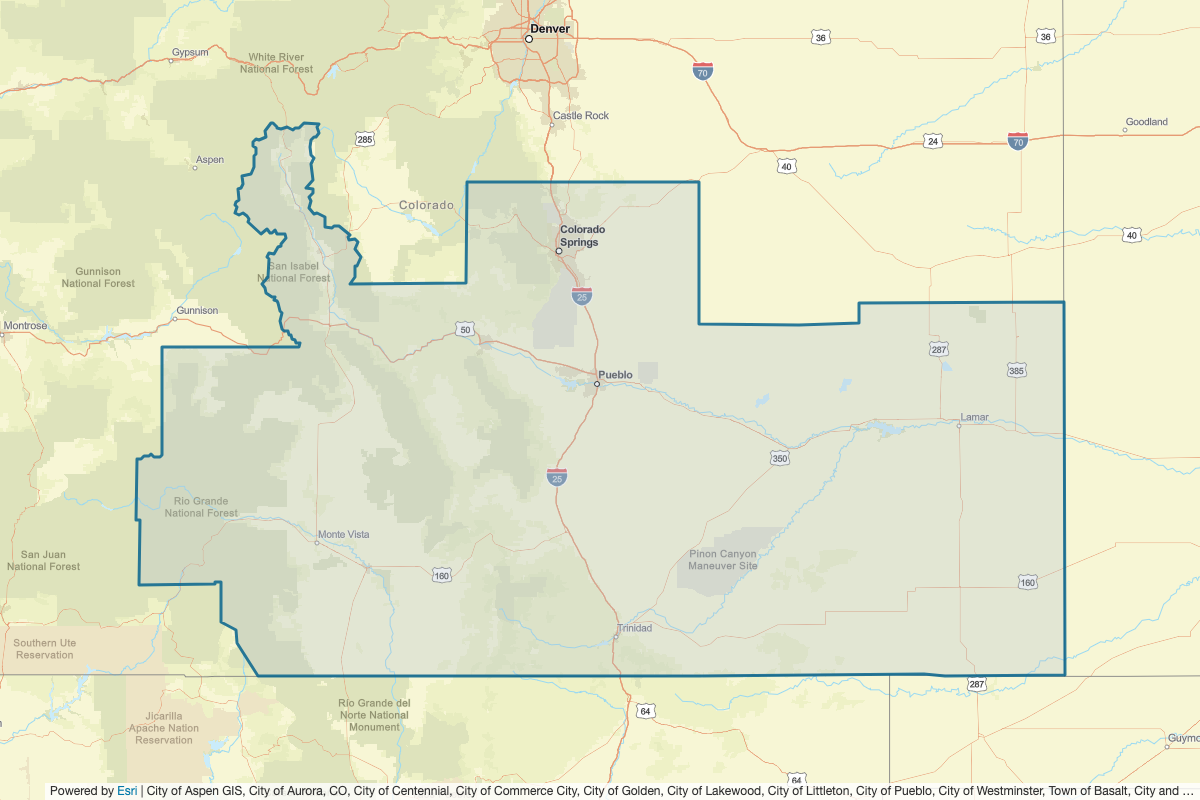 Denver
36
36
Gypsum
White River
National Forest
70
Castle Rock
Goodland
285
24
70
Aspen
40
Colorado
Colorado
Springs
40
San Isabel
National Forest
Gunnison
National Forest
25
Gunnison
Montrose
50
287
385
Pueblo
Lamar
350
25
Rio Grande
National Forest
Monte Vista
San Juan
National Forest
Pinon Canyon
Maneuver Site
160
160
Trinidad
Southern Ute
Reservation
287
Río Grande del
Norte National
Monument
64
Jicarilla
Apache Nation
Reservation
Guymo
64
Powered by Esri | City of Aspen GIS, City of Aurora, CO, City of Centennial, City of Commerce City, City of Golden, City of Lakewood, City of Littleton, City of Pueblo, City of Westminster, Town of Basalt, City and ...